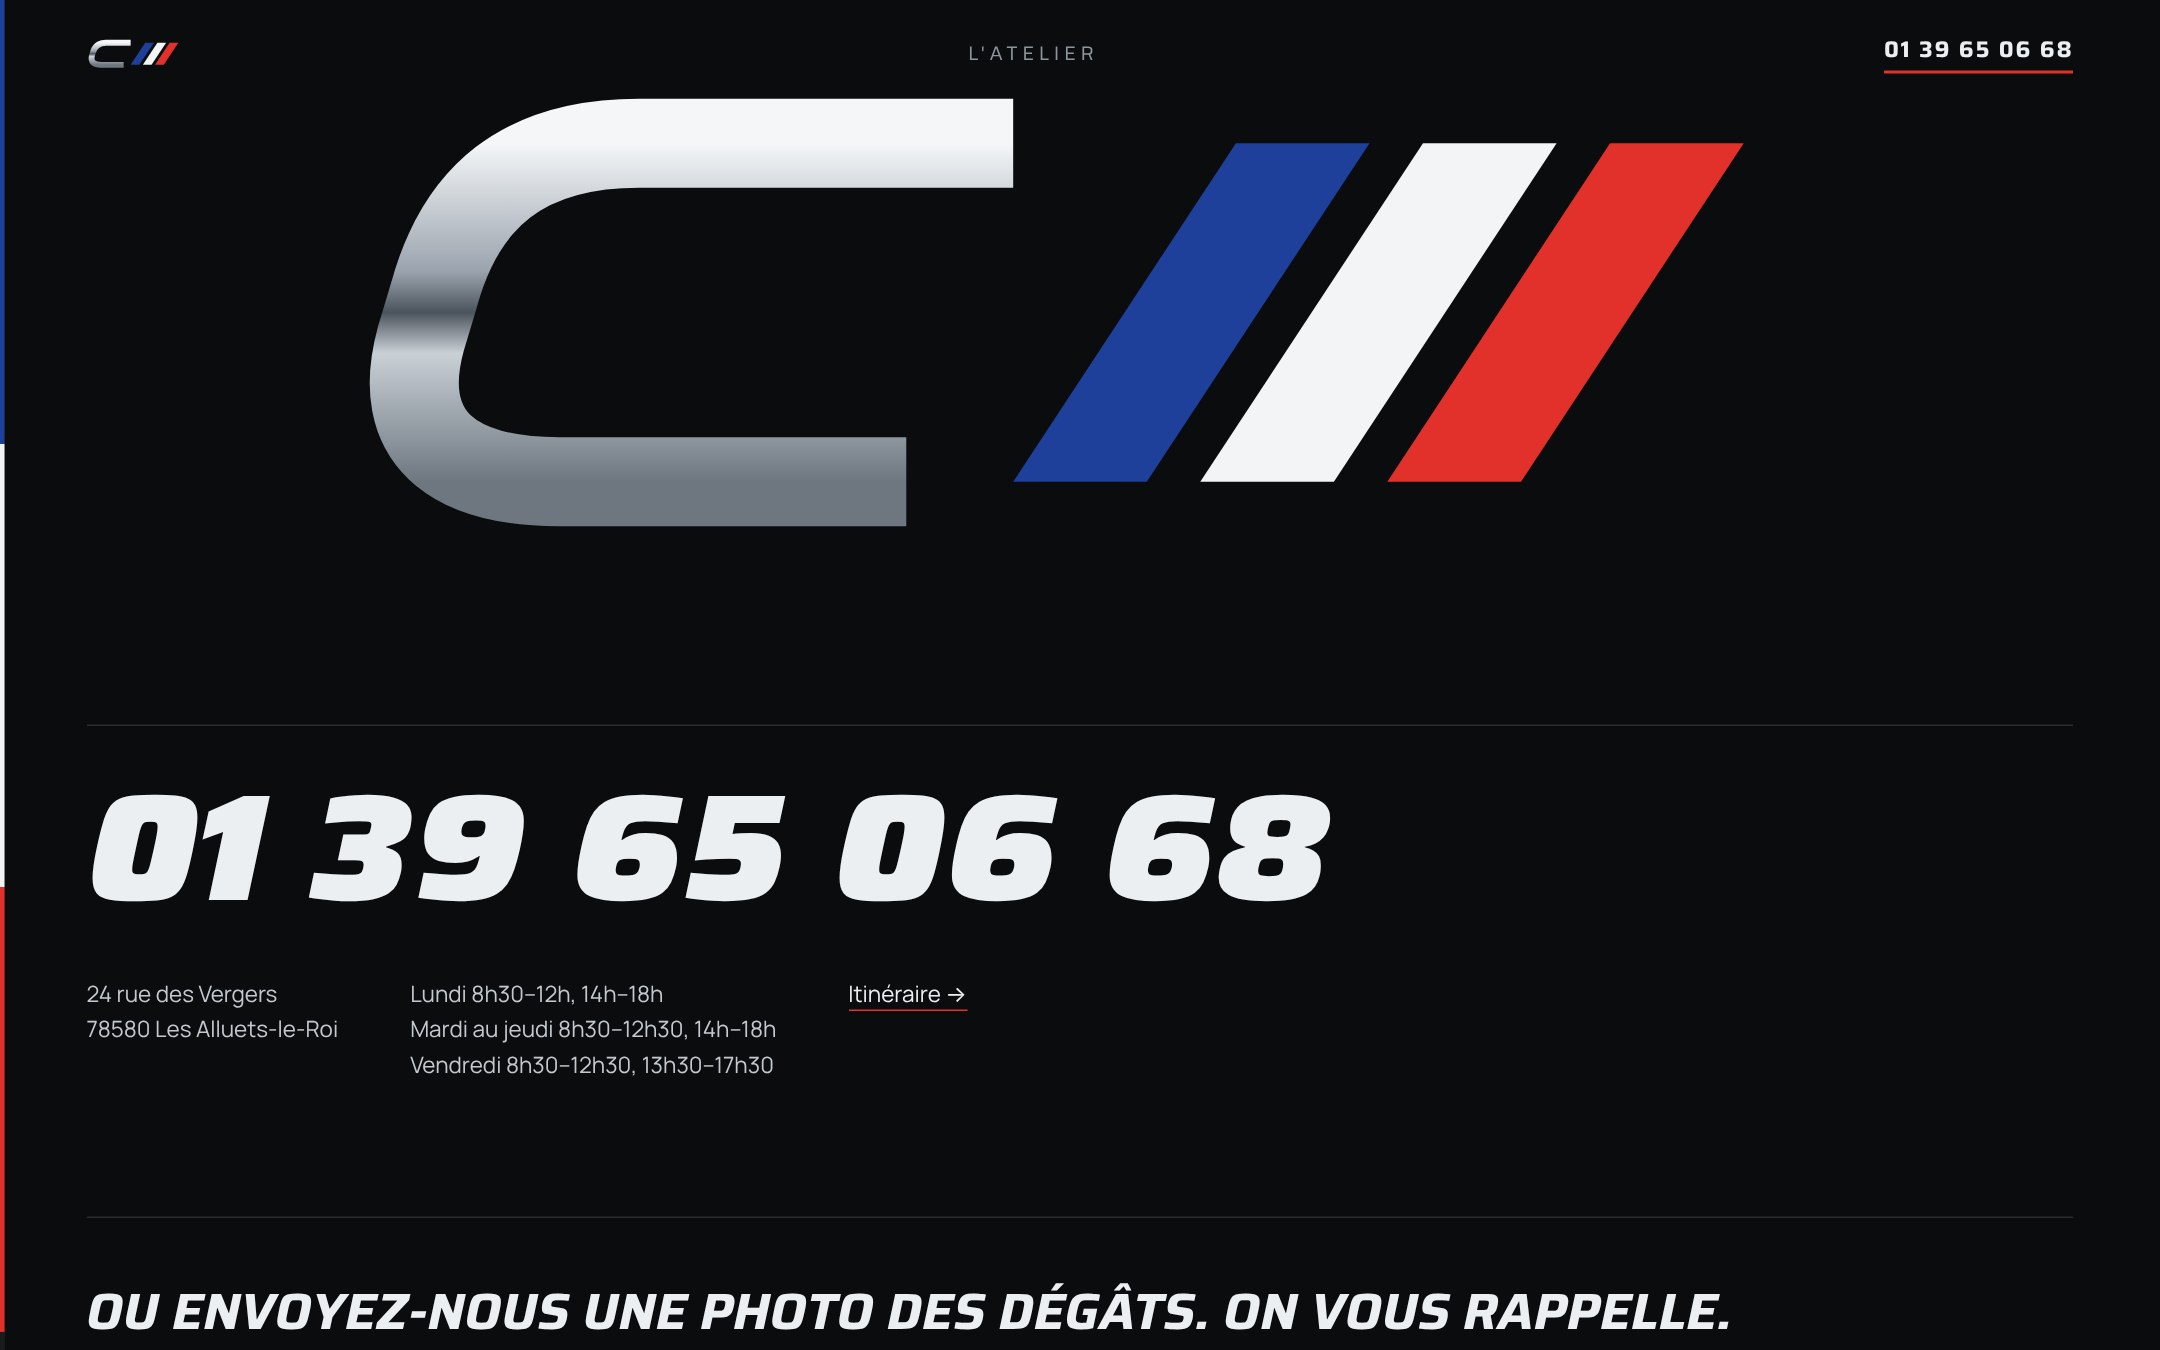 L'ATELIER
01 39 65 06 68
01 39 65 06 68
24 rue des Vergers
78580 Les Alluets-le-Roi
Lundi 8h30–12h, 14h–18h
Mardi au jeudi 8h30–12h30, 14h–18h
Vendredi 8h30–12h30, 13h30–17h30
Itinéraire →
OU ENVOYEZ-NOUS UNE PHOTO DES DÉGÂTS. ON VOUS RAPPELLE.